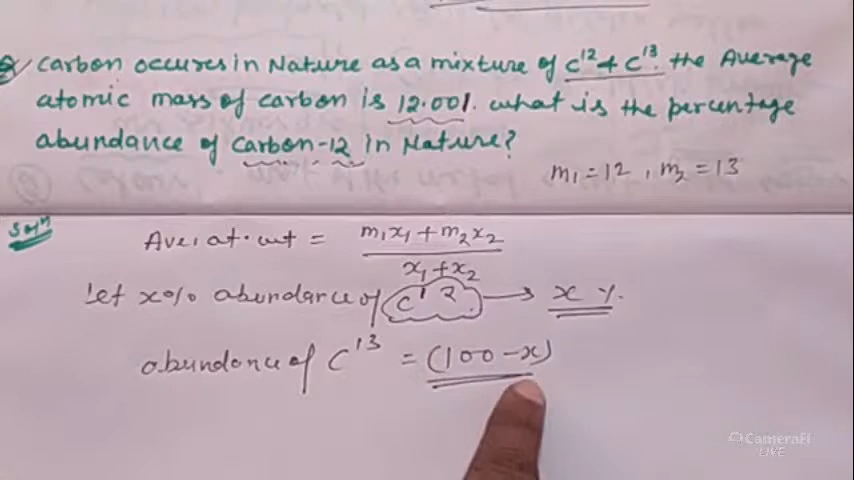 Carbon occures in Nature as a mixture of C¹² + C¹³. the Average
atomic mass of carbon is 12.001. what is the percentage
abundance of Carbon-12 in Nature?
m₁ = 12, m₂ = 13
Solⁿ
Aver. at. wt = m₁x₁ + m₂x₂
x₁ + x₂
Let x% abundance of C¹² → x %.
abundance of C¹³ = (100 - x)
CameraFi
LIVE